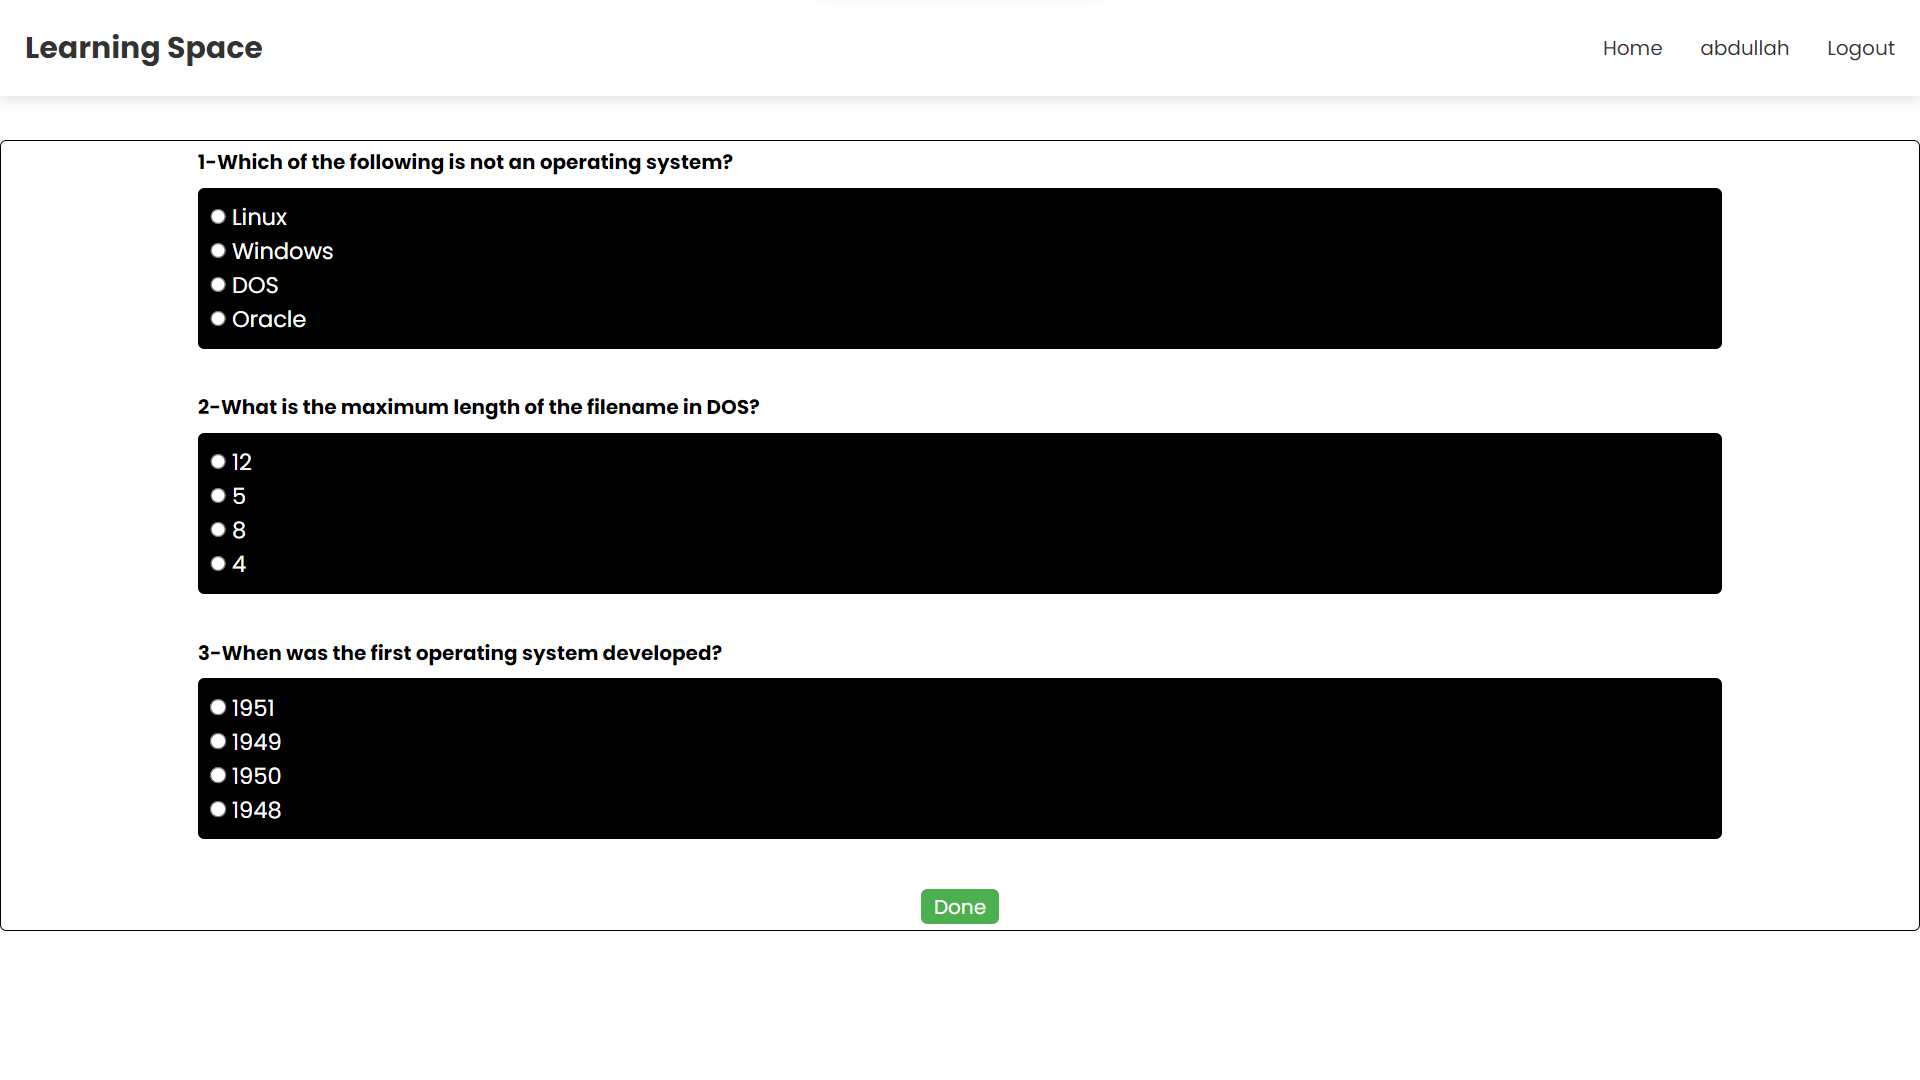 Learning Space
Home abdullah Logout
1-Which of the following is not an operating system?
Linux
Windows
DOS
Oracle
2-What is the maximum length of the filename in DOS?
12
5
8
4
3-When was the first operating system developed?
1951
1949
1950
1948
Done